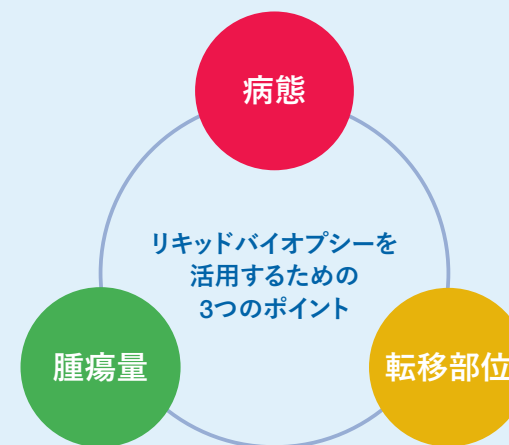 病態
リキッドバイオプシーを
活用するための
3つのポイント
腫瘍量
転移部位